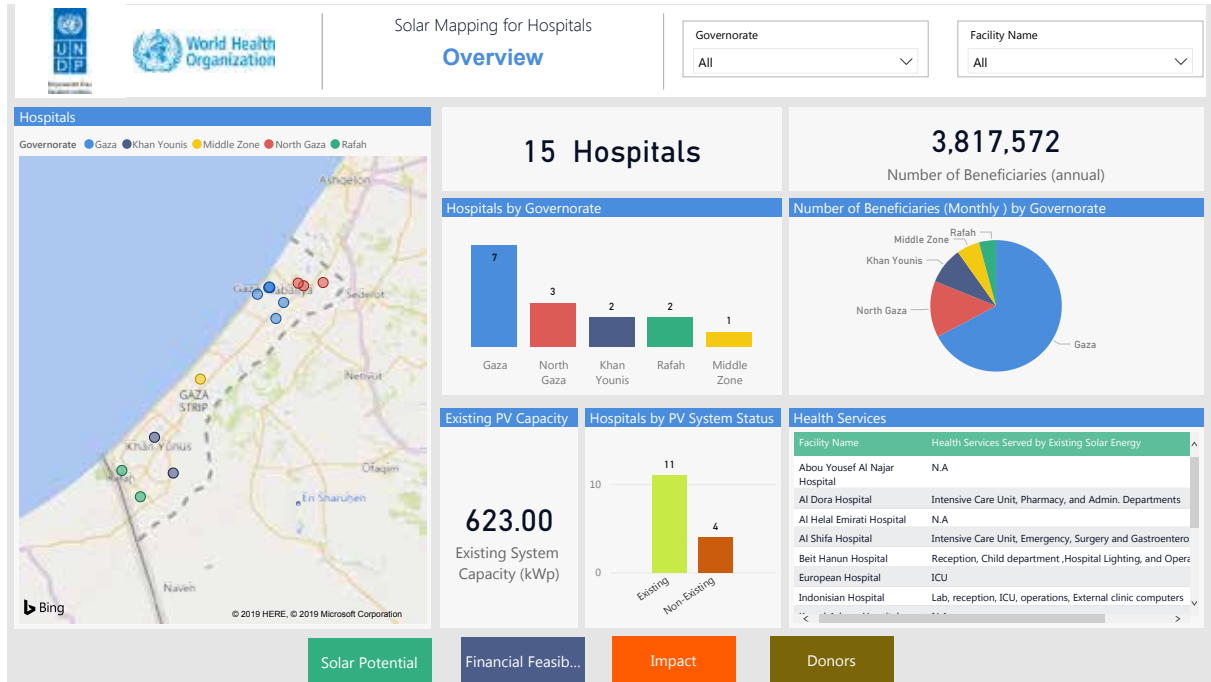 UN
DP
World Health
Organization
Solar Mapping for Hospitals
Overview
Governorate
All
Facility Name
All
Hospitals
Governorate Gaza Khan Younis Middle Zone North Gaza Rafah
Ashqelon
Gaza Jabaliya
Sederot
Netivot
GAZA
STRIP
Khan Yunus
Rafah
Ofaqim
En Sharuhen
Naven
Bing
© 2019 HERE, © 2019 Microsoft Corporation
15 Hospitals
3,817,572
Number of Beneficiaries (annual)
Hospitals by Governorate
7
3
2
2
1
Gaza
North
Gaza
Khan
Younis
Rafah
Middle
Zone
Number of Beneficiaries (Monthly ) by Governorate
Rafah
Middle Zone
Khan Younis
North Gaza
Gaza
Existing PV Capacity
623.00
Existing System
Capacity (kWp)
Hospitals by PV System Status
11
10
4
0
Existing
Non-Existing
Health Services
Facility Name Health Services Served by Existing Solar Energy
Abou Yousef Al Najar N.A
Hospital
Al Dora Hospital Intensive Care Unit, Pharmacy, and Admin. Departments
Al Helal Emirati Hospital N.A
Al Shifa Hospital Intensive Care Unit, Emergency, Surgery and Gastroentero
Beit Hanun Hospital Reception, Child department ,Hospital Lighting, and Opera
European Hospital ICU
Indonisian Hospital Lab, reception, ICU, operations, External clinic computers
Solar Potential
Financial Feasib...
Impact
Donors